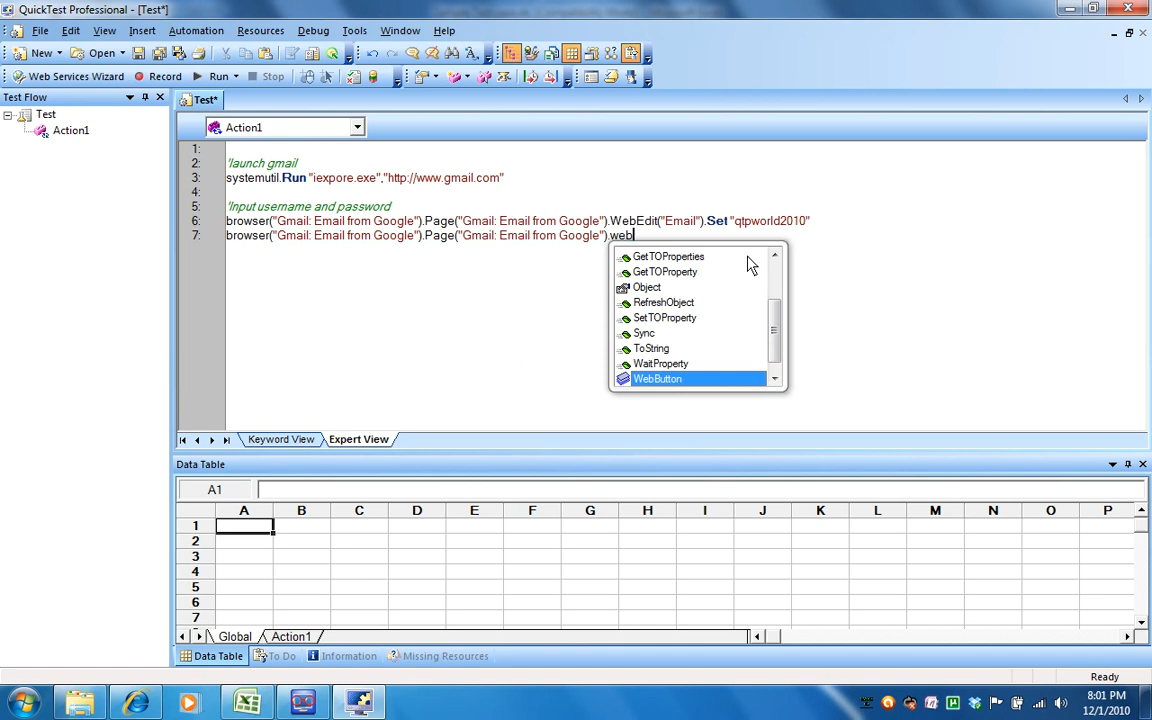 QuickTest Professional - [Test*]
File Edit View Insert Automation Resources Debug Tools Window Help
New Open
Web Services Wizard Record Run Stop
Test Flow
Test*
Test
Action1
Action1
1:
2: 'launch gmail
3: systemutil.Run "iexpore.exe","http://www.gmail.com"
4:
5: 'Input username and password
6: browser("Gmail: Email from Google").Page("Gmail: Email from Google").WebEdit("Email").Set "qtpworld2010"
7: browser("Gmail: Email from Google").Page("Gmail: Email from Google").web
GetTOProperties
GetTOProperty
Object
RefreshObject
SetTOProperty
Sync
ToString
WaitProperty
WebButton
Keyword View Expert View
Data Table
A1
A B C D E F G H I J K L M N O P
1
2
3
4
5
6
7
Global Action1
Data Table To Do Information Missing Resources
Ready
8:01 PM
12/1/2010